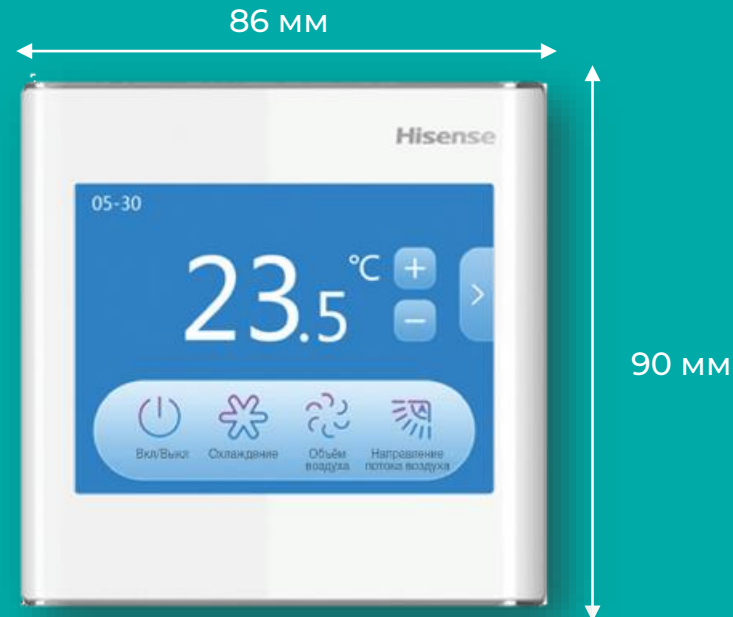 86 мм
Hisense
05-30
23.5 °C +
>
−
90 мм
Вкл/Выкл Охлаждение Объём воздуха Направление потока воздуха